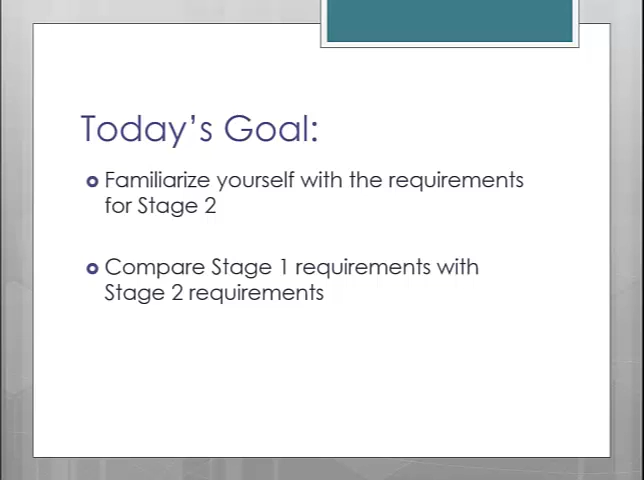 Today's Goal:
Familiarize yourself with the requirements
for Stage 2
Compare Stage 1 requirements with
Stage 2 requirements